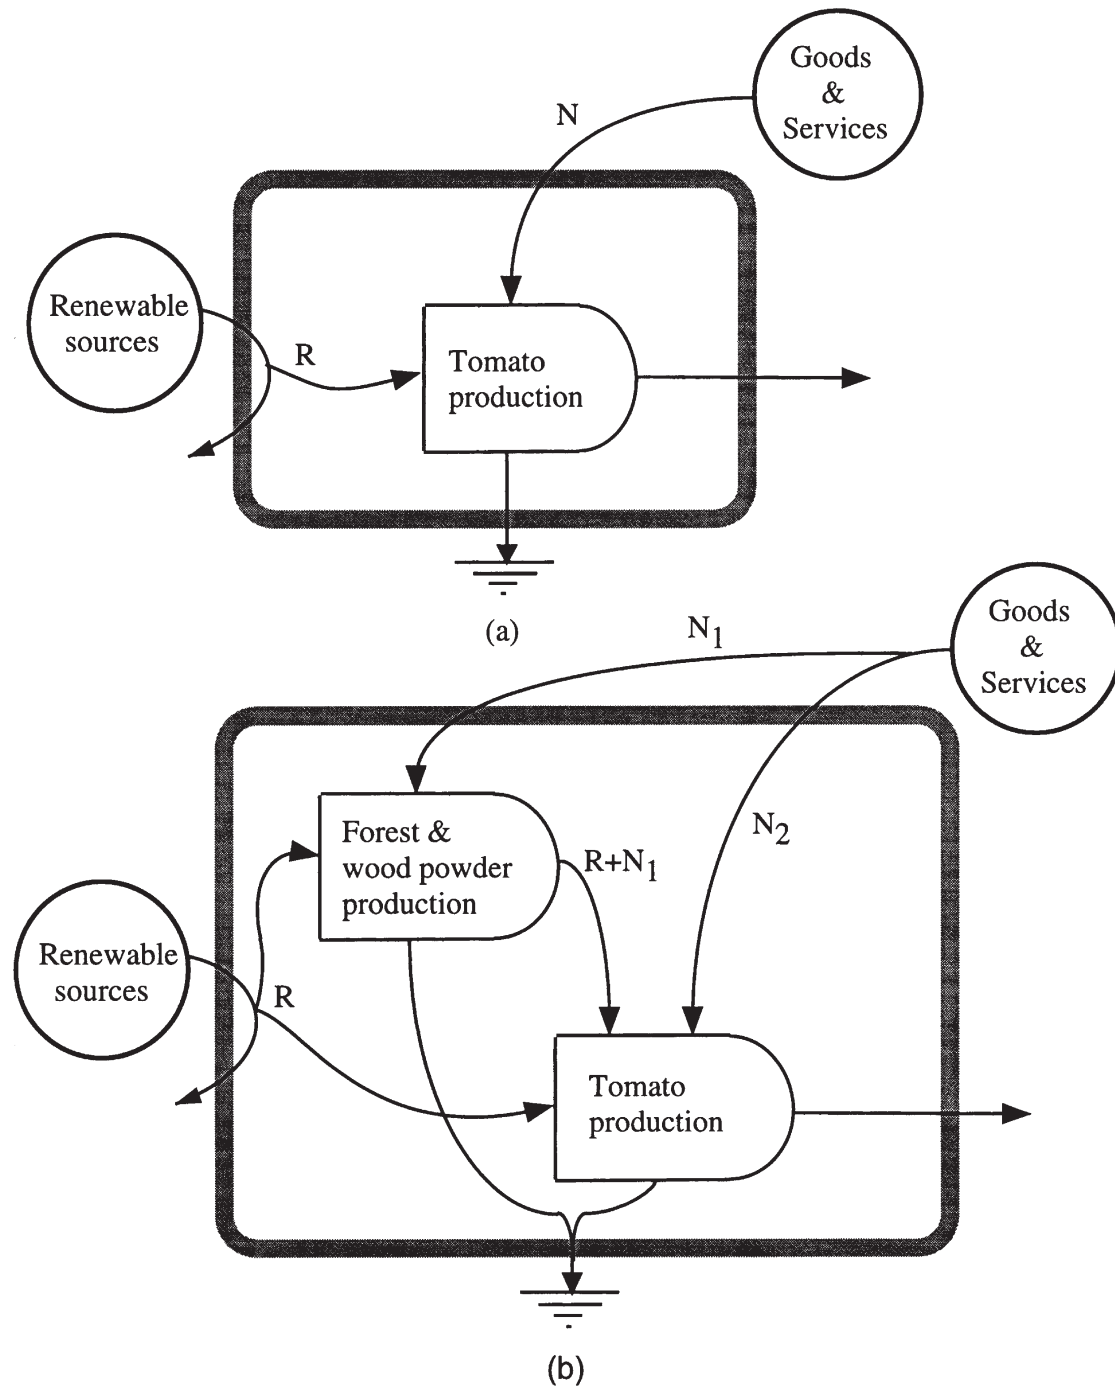 Goods
&
Services
N
Renewable
sources
R
Tomato
production
(a)
Goods
&
Services
N1
N2
Forest &
wood powder
production
R+N1
Renewable
sources
R
Tomato
production
(b)